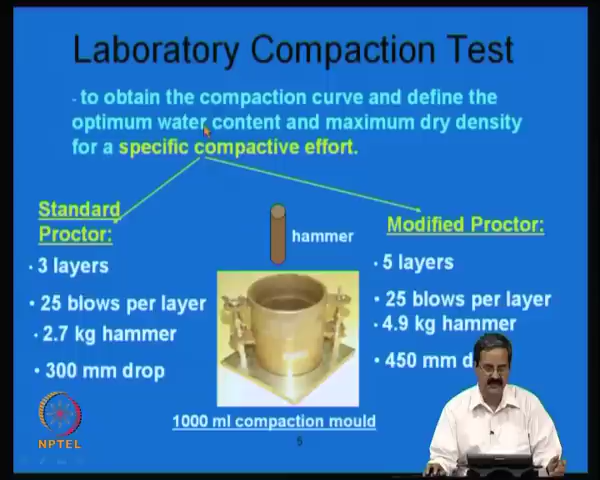 Laboratory Compaction Test
- to obtain the compaction curve and define the
optimum water content and maximum dry density
for a specific compactive effort.
Standard
Proctor:
• 3 layers
• 25 blows per layer
• 2.7 kg hammer
• 300 mm drop
hammer
1000 ml compaction mould
Modified Proctor:
• 5 layers
• 25 blows per layer
• 4.9 kg hammer
• 450 mm d
NPTEL